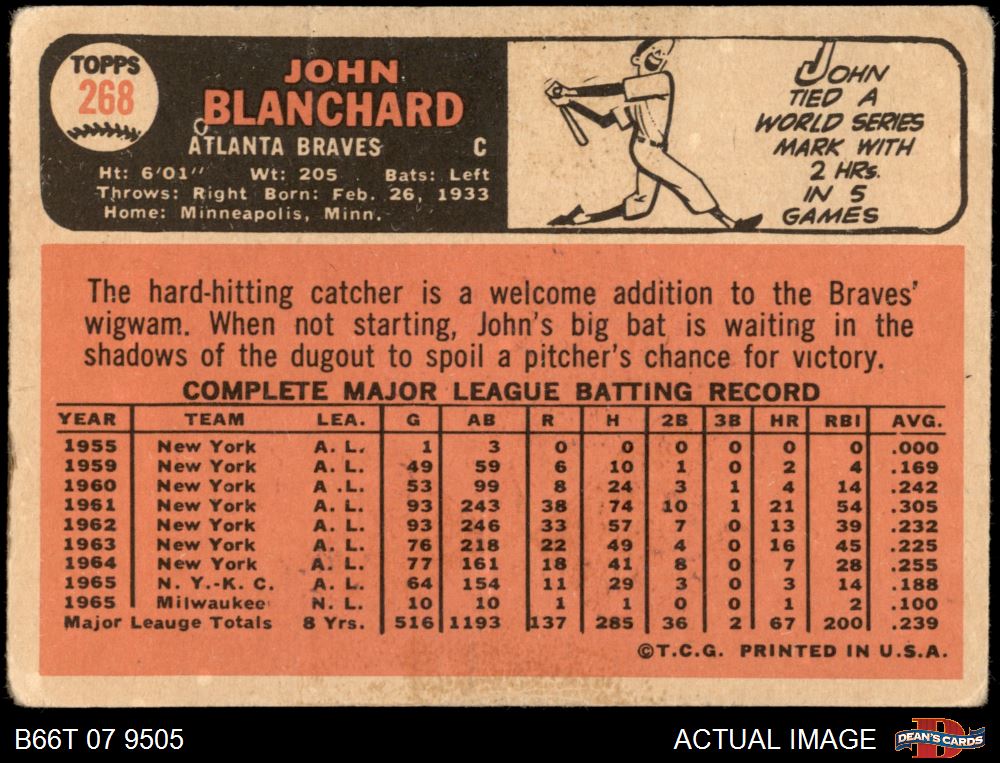 TOPPS
268
JOHN
BLANCHARD
ATLANTA BRAVES C
Ht: 6'01" Wt: 205 Bats: Left
Throws: Right Born: Feb. 26, 1933
Home: Minneapolis, Minn.
JOHN
TIED A
WORLD SERIES
MARK WITH
2 HRs.
IN 5
GAMES
The hard-hitting catcher is a welcome addition to the Braves'
wigwam. When not starting, John's big bat is waiting in the
shadows of the dugout to spoil a pitcher's chance for victory.
COMPLETE MAJOR LEAGUE BATTING RECORD
YEAR TEAM LEA. G AB R H 2B 3B HR RBI AVG.
1955 New York A. L. 1 3 0 0 0 0 0 0 .000
1959 New York A. L. 49 59 6 10 1 0 2 4 .169
1960 New York A .L. 53 99 8 24 3 1 4 14 .242
1961 New York A. L. 93 243 38 74 10 1 21 54 .305
1962 New York A. L. 93 246 33 57 7 0 13 39 .232
1963 New York A. L. 76 218 22 49 4 0 16 45 .225
1964 New York A. L. 77 161 18 41 8 0 7 28 .255
1965 N. Y.-K. C. A. L. 64 154 11 29 3 0 3 14 .188
1965 Milwaukee N. L. 10 10 1 1 0 0 1 2 .100
Major Leauge Totals 8 Yrs. 516 1193 137 285 36 2 67 200 .239
©T.C.G. PRINTED IN U.S.A.
B66T 07 9505 ACTUAL IMAGE DEAN'S CARDS